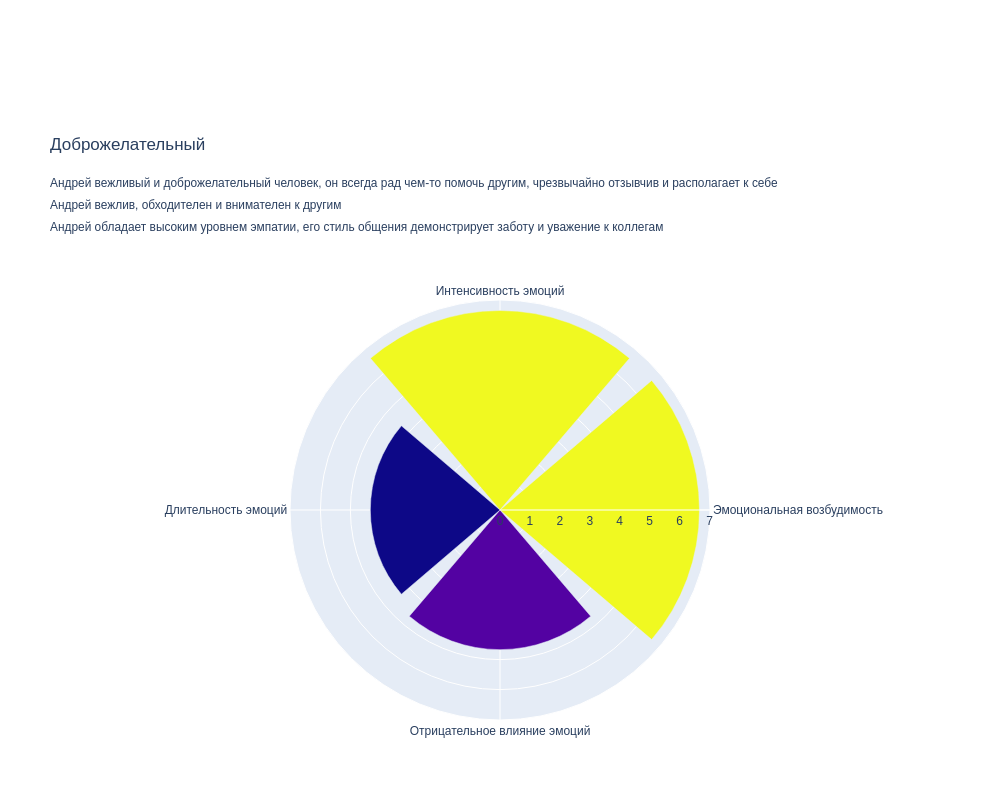 Доброжелательный
Андрей вежливый и доброжелательный человек, он всегда рад чем-то помочь другим, чрезвычайно отзывчив и располагает к себе
Андрей вежлив, обходителен и внимателен к другим
Андрей обладает высоким уровнем эмпатии, его стиль общения демонстрирует заботу и уважение к коллегам
Интенсивность эмоций
Длительность эмоций
Эмоциональная возбудимость
0 1 2 3 4 5 6 7
Отрицательное влияние эмоций